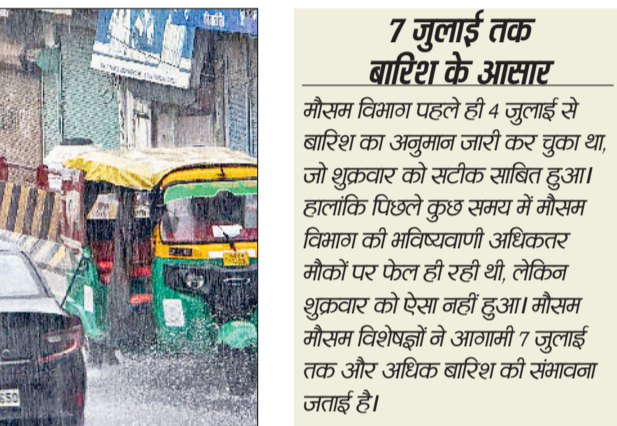 7 जुलाई तक
बारिश के आसार
मौसम विभाग पहले ही 4 जुलाई से
बारिश का अनुमान जारी कर चुका था,
जो शुक्रवार को सटीक साबित हुआ।
हालांकि पिछले कुछ समय में मौसम
विभाग की भविष्यवाणी अधिकतर
मौकों पर फेल ही रही थी, लेकिन
शुक्रवार को ऐसा नहीं हुआ। मौसम
मौसम विशेषज्ञों ने आगामी 7 जुलाई
तक और अधिक बारिश की संभावना
जताई है।
650